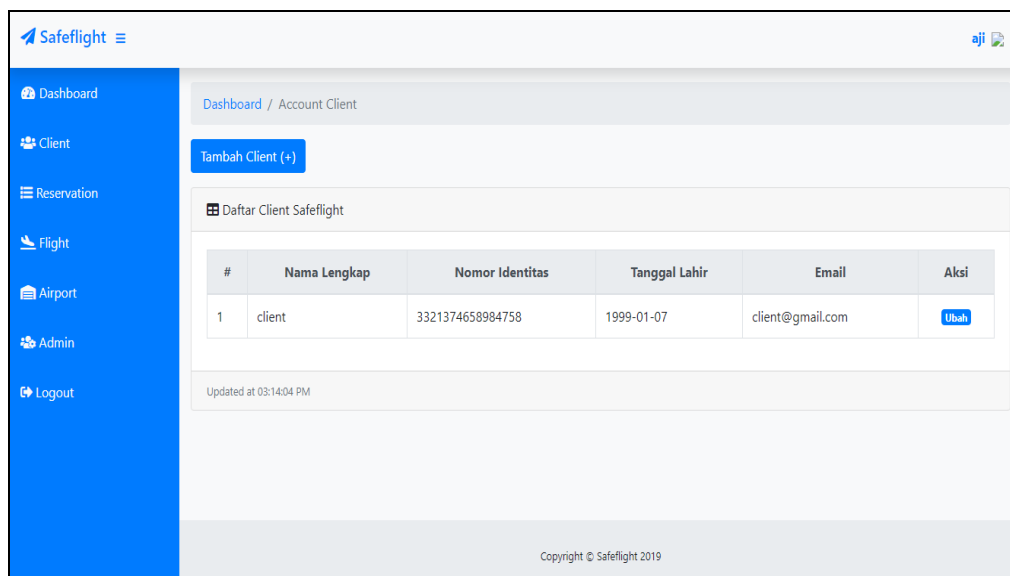 Safeflight
aji
Dashboard
Client
Reservation
Flight
Airport
Admin
Logout
Dashboard / Account Client
Tambah Client (+)
Daftar Client Safeflight
# Nama Lengkap Nomor Identitas Tanggal Lahir Email Aksi
1 client 3321374658984758 1999-01-07 client@gmail.com Ubah
Updated at 03:14:04 PM
Copyright © Safeflight 2019